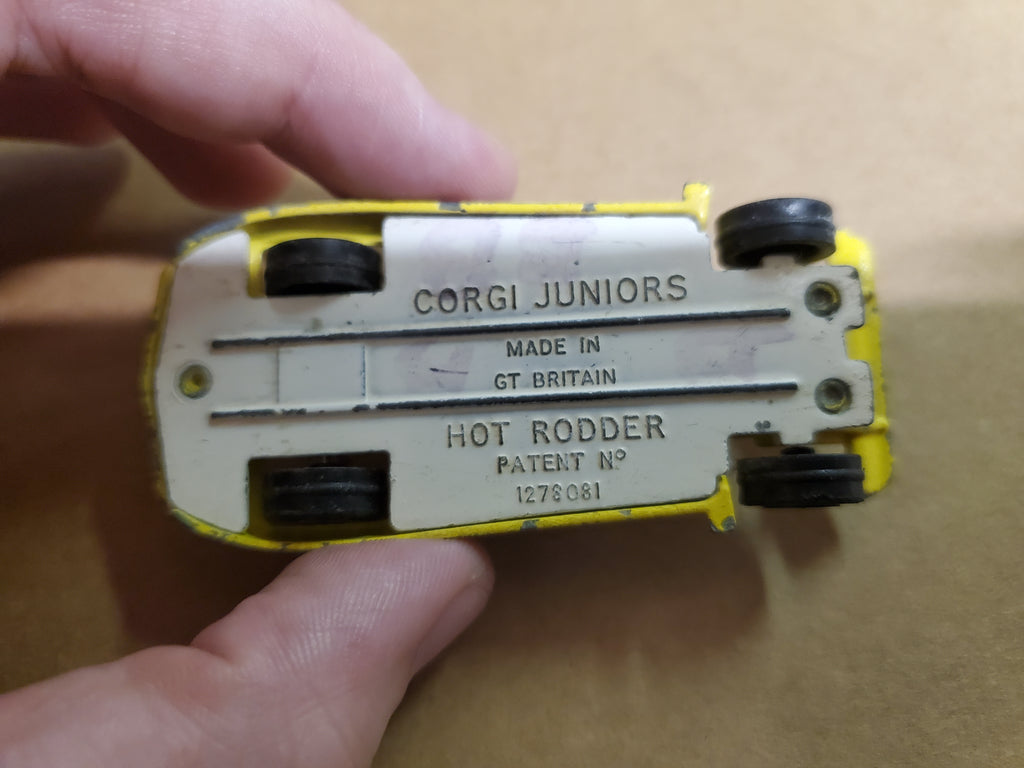 CORGI JUNIORS
MADE IN
GT BRITAIN
HOT RODDER
PATENT Nº
1278081